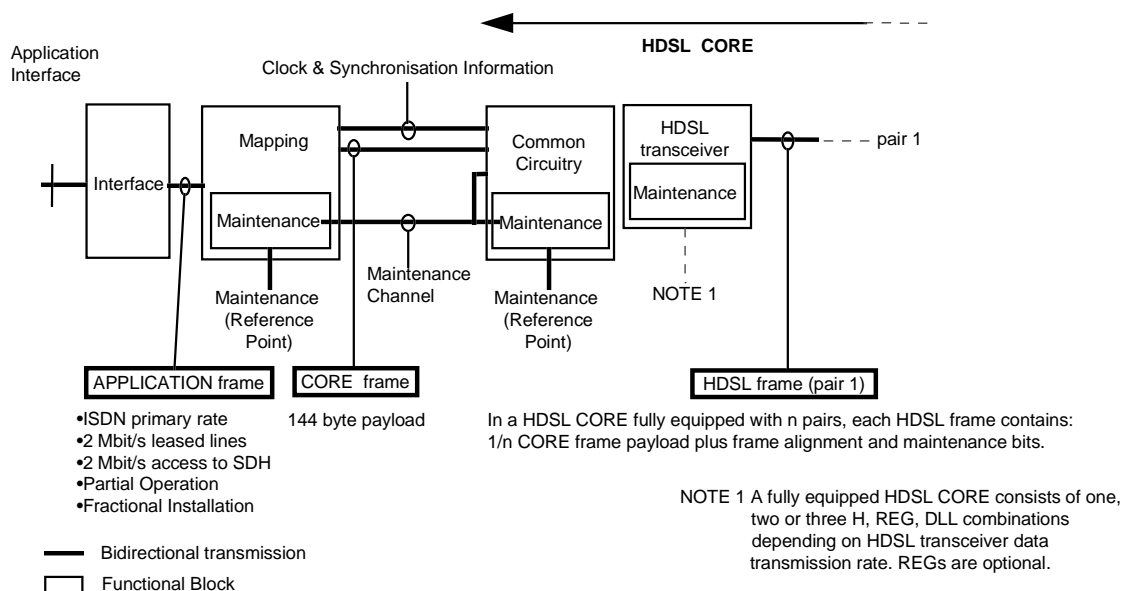 HDSL CORE
Application
Interface
Clock & Synchronisation Information
Mapping
Common
Circuitry
HDSL
transceiver
pair 1
Interface
Maintenance
Maintenance
Maintenance
Maintenance
Channel
NOTE 1
Maintenance
(Reference
Point)
Maintenance
(Reference
Point)
APPLICATION frame
CORE frame
HDSL frame (pair 1)
•ISDN primary rate
•2 Mbit/s leased lines
•2 Mbit/s access to SDH
•Partial Operation
•Fractional Installation
144 byte payload
In a HDSL CORE fully equipped with n pairs, each HDSL frame contains:
1/n CORE frame payload plus frame alignment and maintenance bits.
NOTE 1 A fully equipped HDSL CORE consists of one,
two or three H, REG, DLL combinations
depending on HDSL transceiver data
transmission rate. REGs are optional.
Bidirectional transmission
Functional Block